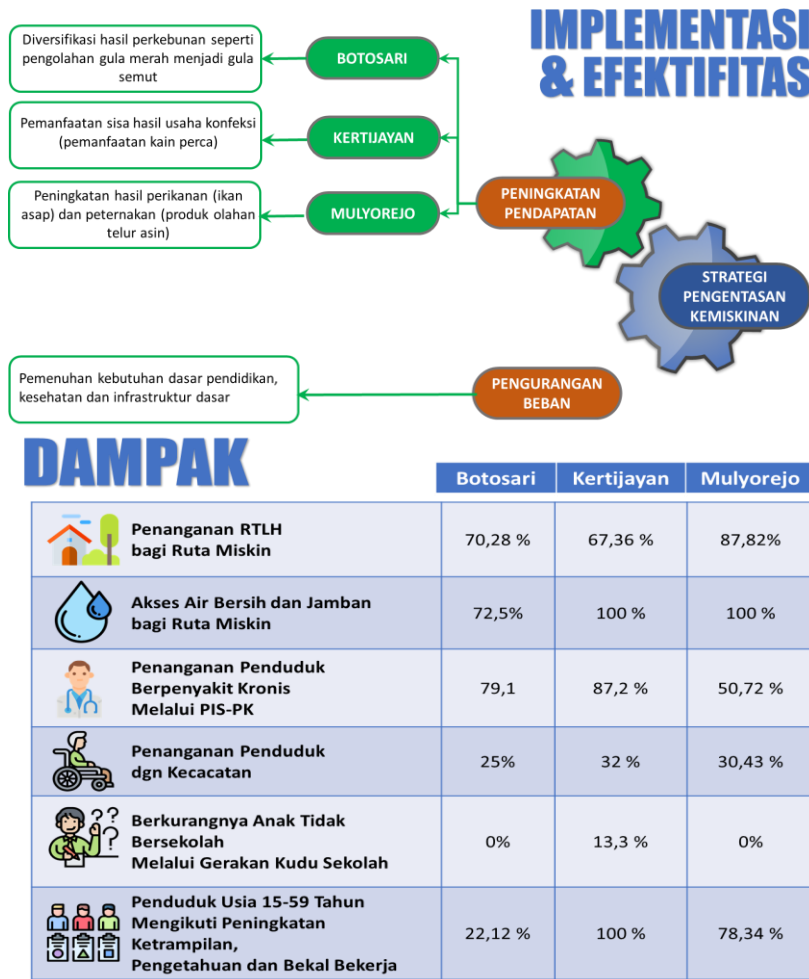 IMPLEMENTASI
& EFEKTIFITAS
Diversifikasi hasil perkebunan seperti
pengolahan gula merah menjadi gula
semut
BOTOSARI
Pemanfaatan sisa hasil usaha konfeksi
(pemanfaatan kain perca)
KERTIJAYAN
Peningkatan hasil perikanan (ikan
asap) dan peternakan (produk olahan
telur asin)
MULYOREJO
PENINGKATAN
PENDAPATAN
STRATEGI
PENGENTASAN
KEMISKINAN
Pemenuhan kebutuhan dasar pendidikan,
kesehatan dan infrastruktur dasar
PENGURANGAN
BEBAN
DAMPAK
Botosari Kertijayan Mulyorejo
Penanganan RTLH
bagi Ruta Miskin
70,28 % 67,36 % 87,82%
Akses Air Bersih dan Jamban
bagi Ruta Miskin
72,5% 100 % 100 %
Penanganan Penduduk
Berpenyakit Kronis
Melalui PIS-PK
79,1 87,2 % 50,72 %
Penanganan Penduduk
dgn Kecacatan
25% 32 % 30,43 %
Berkurangnya Anak Tidak
Bersekolah
Melalui Gerakan Kudu Sekolah
0% 13,3 % 0%
Penduduk Usia 15-59 Tahun
Mengikuti Peningkatan
Ketrampilan,
Pengetahuan dan Bekal Bekerja
22,12 % 100 % 78,34 %